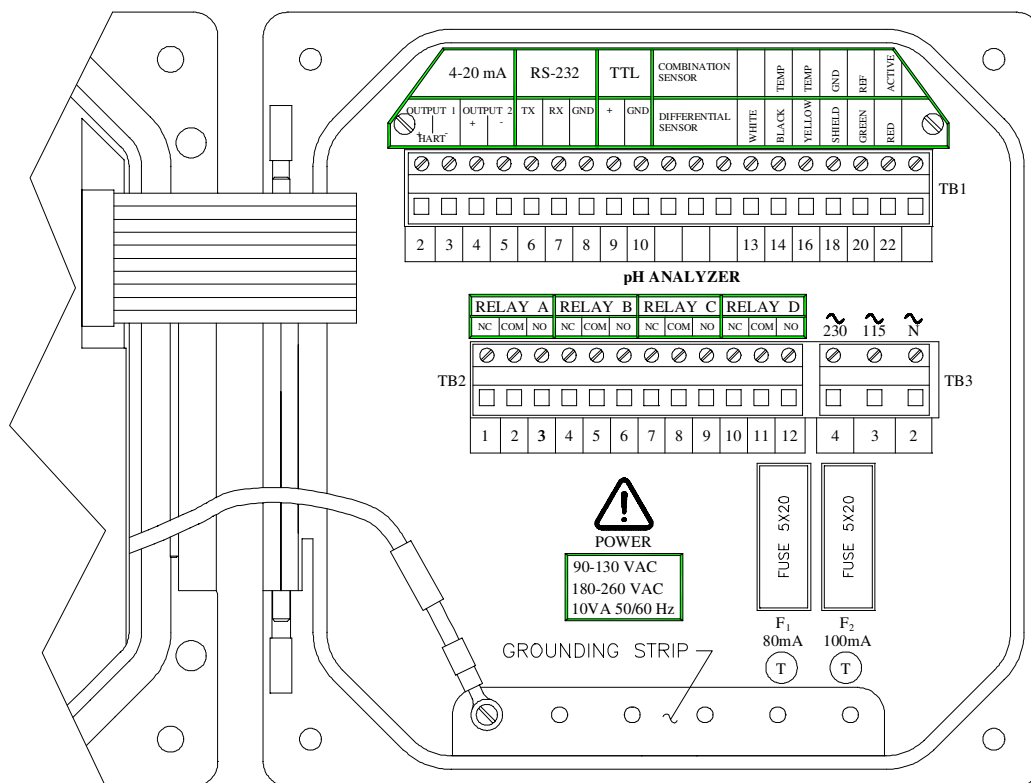 4-20 mA RS-232 TTL COMBINATION SENSOR TEMP TEMP GND REF ACTIVE
OUTPUT 1 + - HART OUTPUT 2 + - TX RX GND + GND DIFFERENTIAL SENSOR WHITE BLACK YELLOW SHIELD GREEN RED
TB1
2 3 4 5 6 7 8 9 10 13 14 16 18 20 22
pH ANALYZER
RELAY A RELAY B RELAY C RELAY D
NC COM NO NC COM NO NC COM NO NC COM NO 230 115 N
TB2 TB3
1 2 3 4 5 6 7 8 9 10 11 12 4 3 2
FUSE 5X20 FUSE 5X20
!
POWER
90-130 VAC
180-260 VAC
10VA 50/60 Hz
F1 F2
80mA 100mA
T T
GROUNDING STRIP